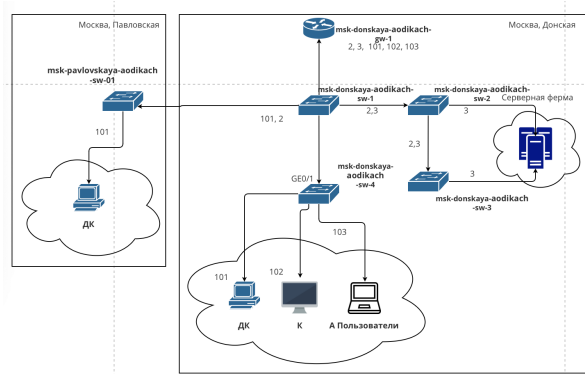 Москва, Павловская
Москва, Донская
msk-donskaya-aodikach-
gw-1
2, 3, 101, 102, 103
msk-pavlovskaya-aodikach
-sw-01
msk-donskaya-aodikach-
sw-1
msk-donskaya-aodikach-
sw-2
Серверная ферма
101, 2
2,3
3
101
2,3
GE0/1
msk-donskaya-
aodikach
-sw-4
3
msk-donskaya-aodikach
-sw-3
ДК
103
101
102
ДК
К
А Пользователи